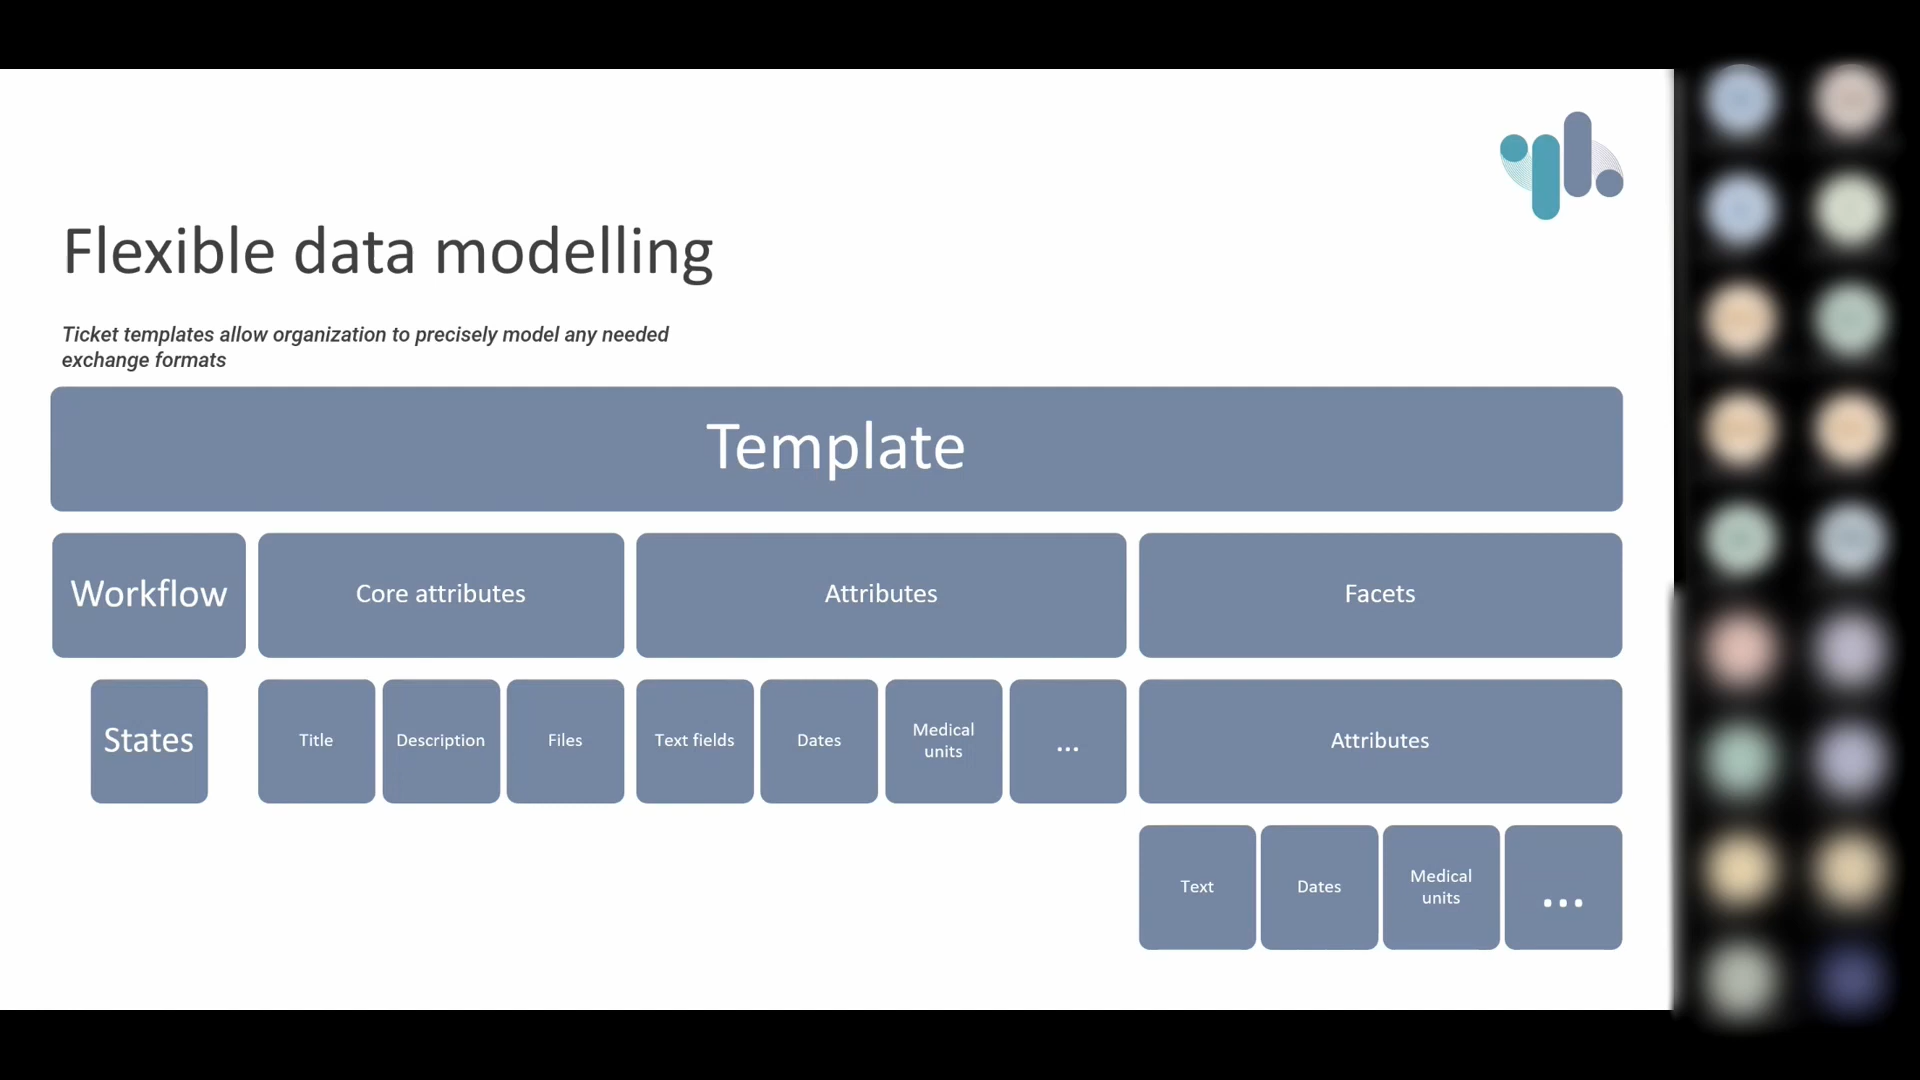 Flexible data modelling
Ticket templates allow organization to precisely model any needed
exchange formats
Template
Workflow
Core attributes
Attributes
Facets
States
Title
Description
Files
Text fields
Dates
Medical
units
...
Attributes
Text
Dates
Medical
units
...